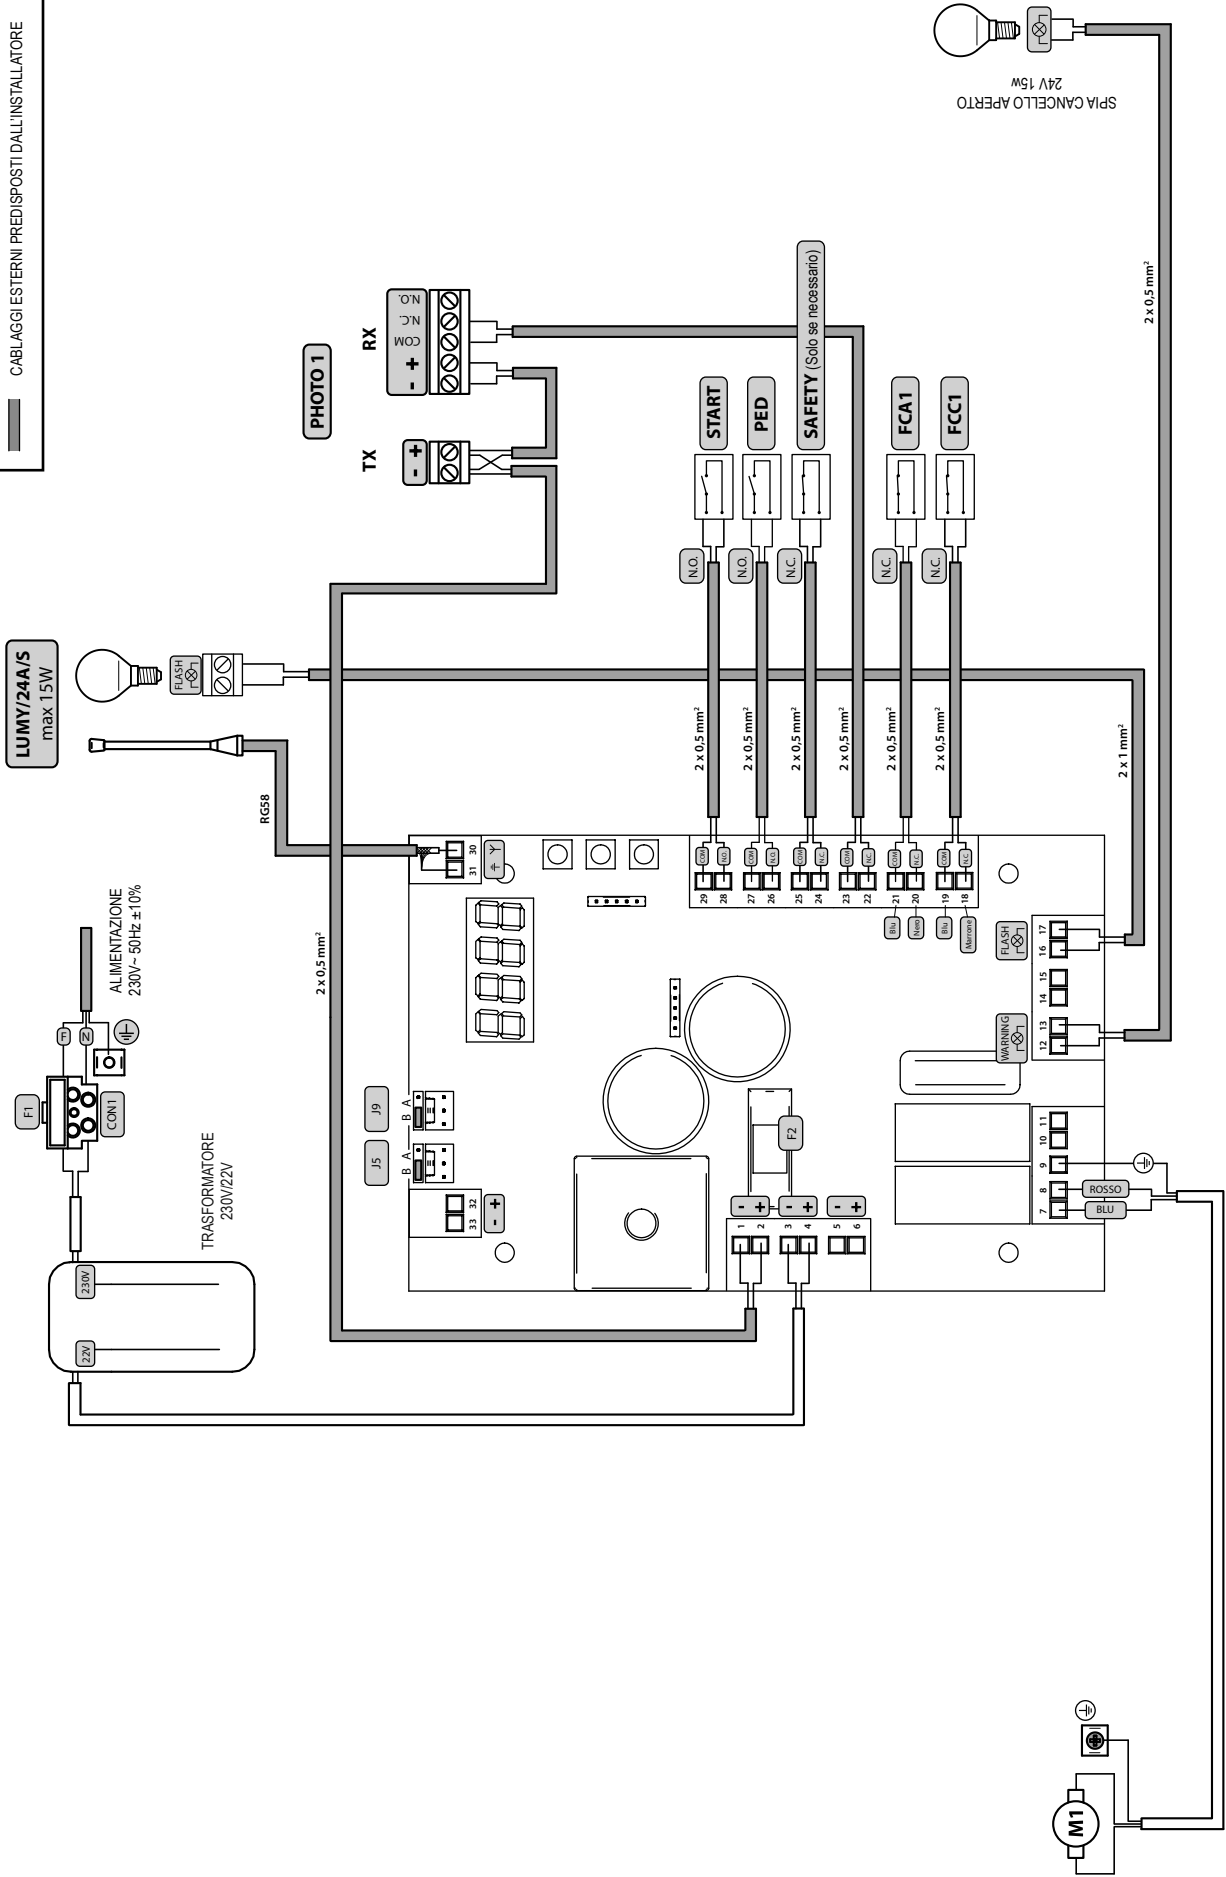 CABLAGGI ESTERNI PREDISPOSTI DALL'INSTALLATORE
SPIA CANCELLO APERTO
24V 15w
LUMY/24A/S
max 15W
FLASH
RG58
ALIMENTAZIONE
230V~ 50Hz ±10%
F
N
F1
CON1
TRASFORMATORE
230V/22V
230V
22V
2 x 0,5 mm²
PHOTO 1
TX
- +
RX
- + COM N.C. N.O.
START
N.O.
2 x 0,5 mm²
PED
N.O.
2 x 0,5 mm²
SAFETY (Solo se necessario)
N.C.
2 x 0,5 mm²
2 x 0,5 mm²
FCA1
N.C.
2 x 0,5 mm²
FCC1
N.C.
2 x 0,5 mm²
2 x 1 mm²
2 x 0,5 mm²
31 30
J9
B A
J5
B A
33 32
- +
29 COM
28 N.O.
27 COM
26 N.O.
25 COM
24 N.C.
23 COM
22 N.C.
21 COM
20 N.C.
19 COM
18 N.C.
Blu
Nero
Blu
Marrone
FLASH
WARNING
12 13 14 15 16 17
F2
1 -
2 +
3 -
4 +
5 -
6 +
7 8 9 10 11
ROSSO
BLU
M1